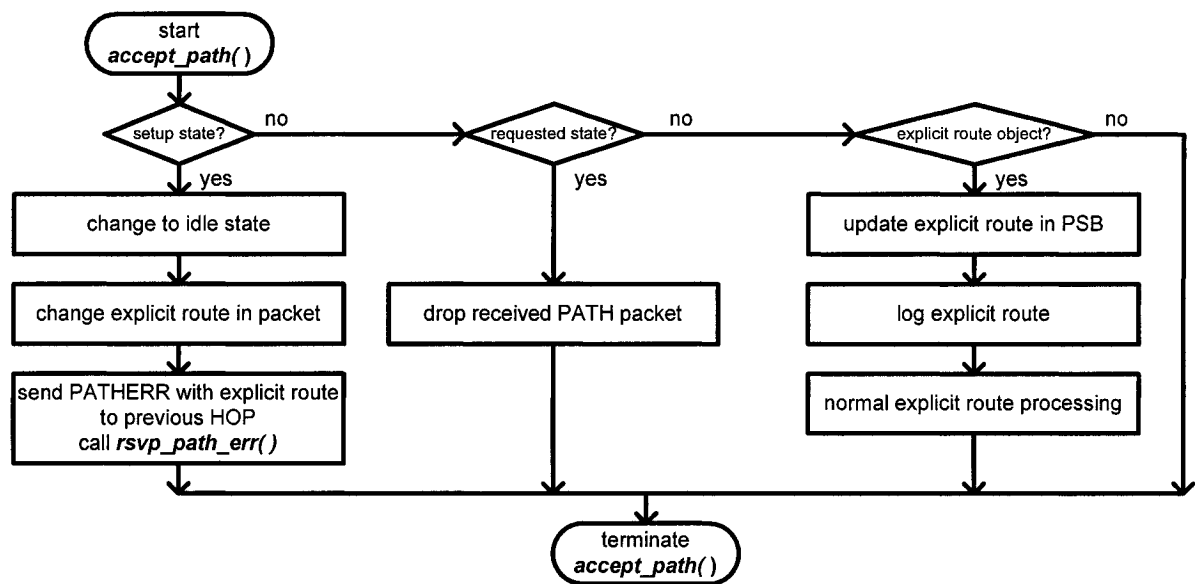 start
accept_path( )
setup state?
no
requested state?
no
explicit route object?
no
yes
yes
yes
change to idle state
update explicit route in PSB
change explicit route in packet
drop received PATH packet
log explicit route
send PATHERR with explicit route
to previous HOP
call rsvp_path_err( )
normal explicit route processing
terminate
accept_path( )